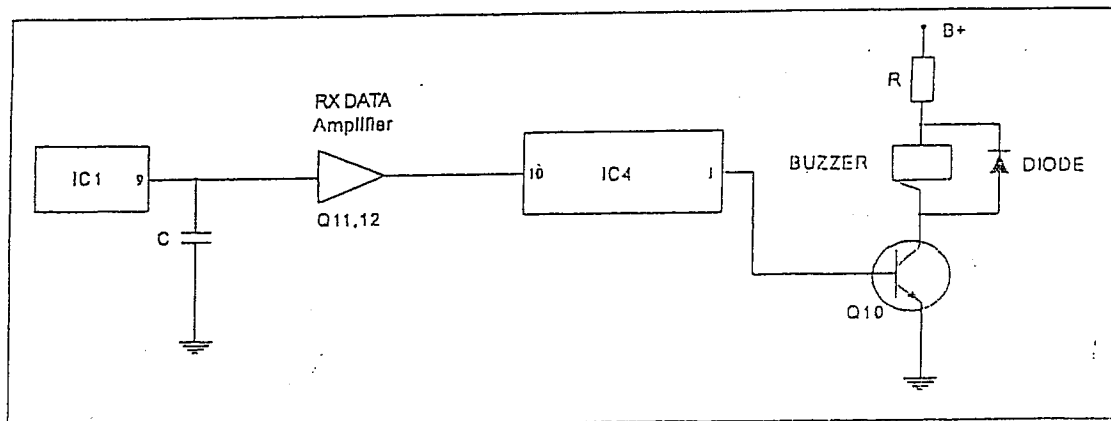 B+
R
RX DATA
Amplifier
IC1
9
10
IC4
1
BUZZER
DIODE
Q11,12
C
Q10